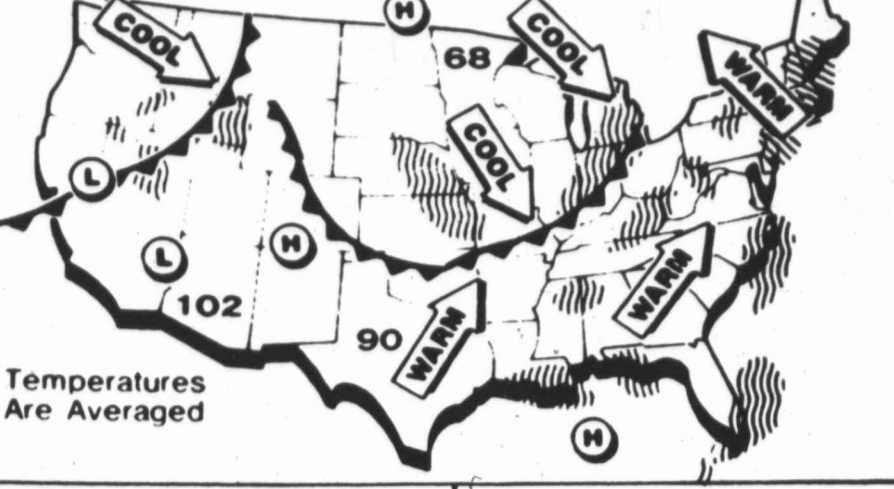 H
COOL
COOL
68
WARM
COOL
L
H
L
WARM
102
90
WARM
Temperatures
Are Averaged
H